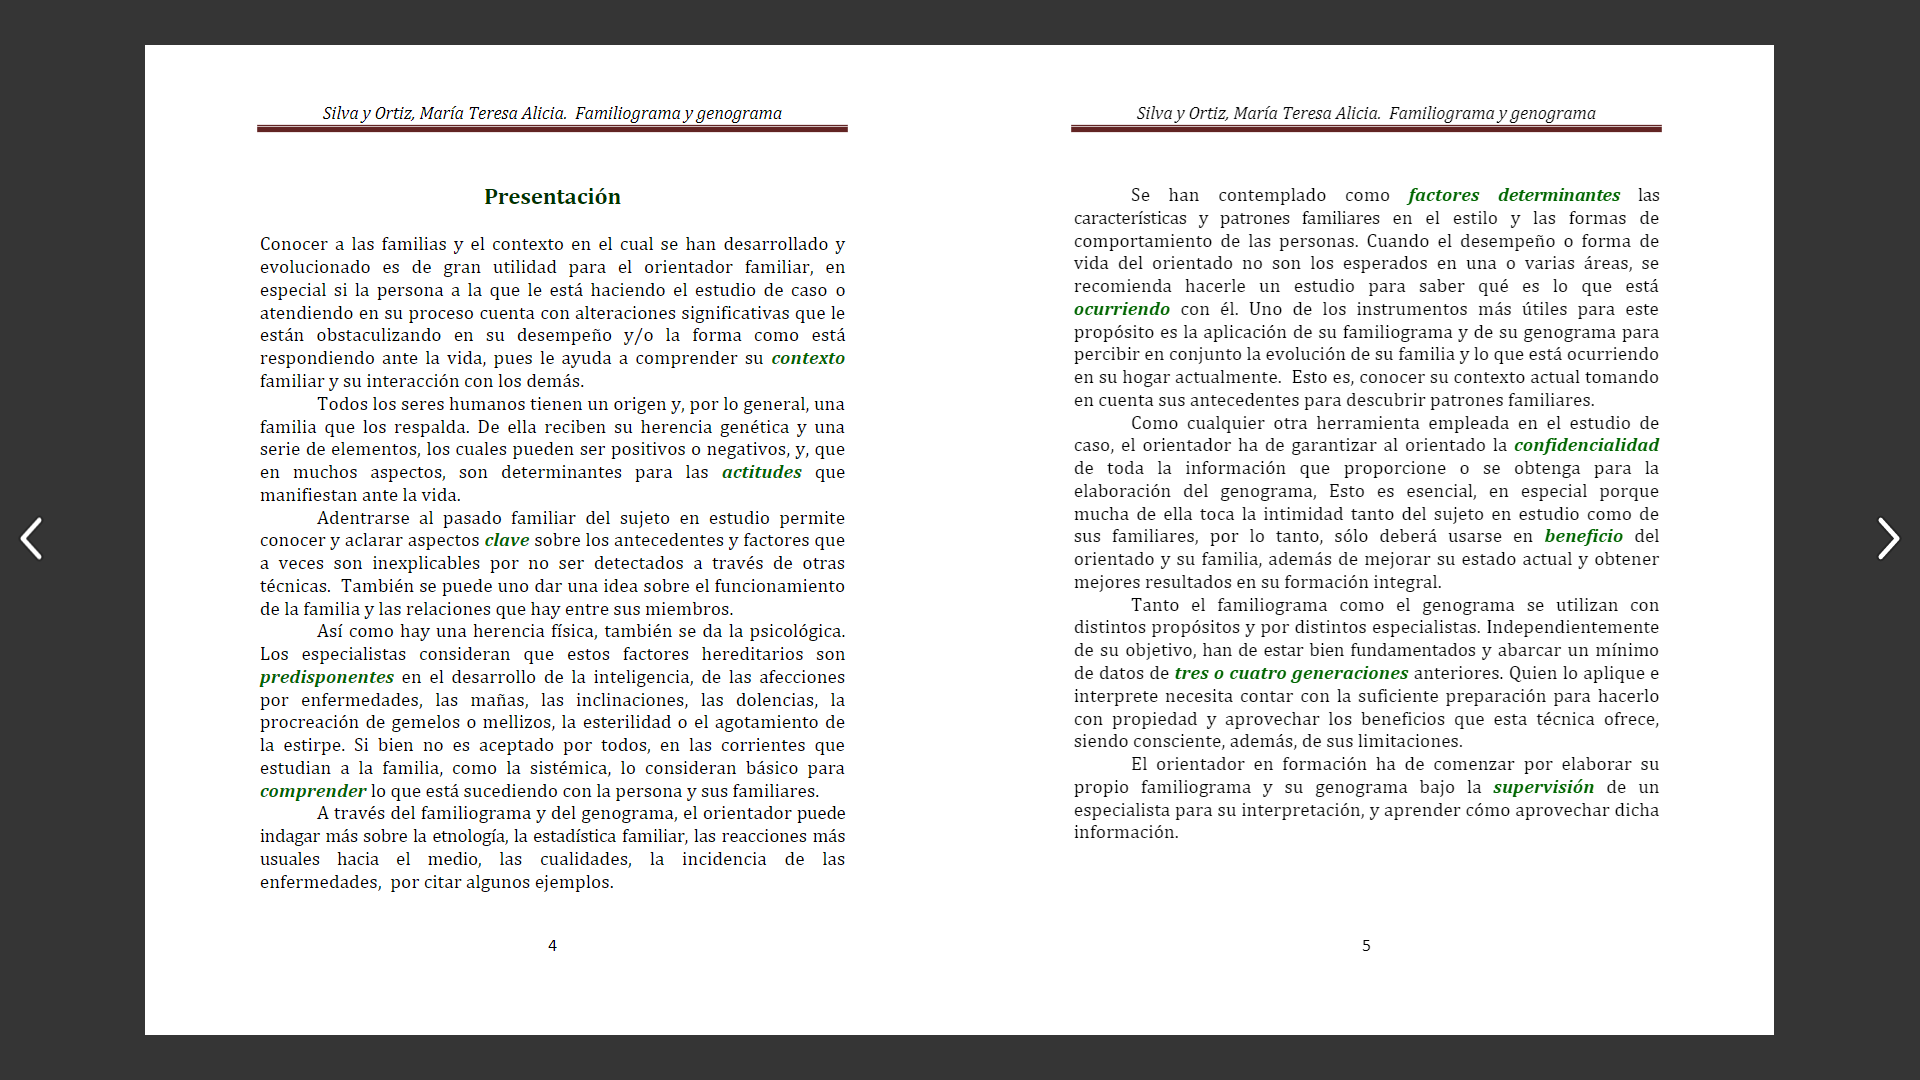 Silva y Ortiz, María Teresa Alicia. Familiograma y genograma
Presentación
Conocer a las familias y el contexto en el cual se han desarrollado y
evolucionado es de gran utilidad para el orientador familiar, en
especial si la persona a la que le está haciendo el estudio de caso o
atendiendo en su proceso cuenta con alteraciones significativas que le
están obstaculizando en su desempeño y/o la forma como está
respondiendo ante la vida, pues le ayuda a comprender su contexto
familiar y su interacción con los demás.
Todos los seres humanos tienen un origen y, por lo general, una
familia que los respalda. De ella reciben su herencia genética y una
serie de elementos, los cuales pueden ser positivos o negativos, y, que
en muchos aspectos, son determinantes para las actitudes que
manifiestan ante la vida.
Adentrarse al pasado familiar del sujeto en estudio permite
conocer y aclarar aspectos clave sobre los antecedentes y factores que
a veces son inexplicables por no ser detectados a través de otras
técnicas. También se puede uno dar una idea sobre el funcionamiento
de la familia y las relaciones que hay entre sus miembros.
Así como hay una herencia física, también se da la psicológica.
Los especialistas consideran que estos factores hereditarios son
predisponentes en el desarrollo de la inteligencia, de las afecciones
por enfermedades, las mañas, las inclinaciones, las dolencias, la
procreación de gemelos o mellizos, la esterilidad o el agotamiento de
la estirpe. Si bien no es aceptado por todos, en las corrientes que
estudian a la familia, como la sistémica, lo consideran básico para
comprender lo que está sucediendo con la persona y sus familiares.
A través del familiograma y del genograma, el orientador puede
indagar más sobre la etnología, la estadística familiar, las reacciones más
usuales hacia el medio, las cualidades, la incidencia de las
enfermedades, por citar algunos ejemplos.
4
Silva y Ortiz, María Teresa Alicia. Familiograma y genograma
Se han contemplado como factores determinantes las
características y patrones familiares en el estilo y las formas de
comportamiento de las personas. Cuando el desempeño o forma de
vida del orientado no son los esperados en una o varias áreas, se
recomienda hacerle un estudio para saber qué es lo que está
ocurriendo con él. Uno de los instrumentos más útiles para este
propósito es la aplicación de su familiograma y de su genograma para
percibir en conjunto la evolución de su familia y lo que está ocurriendo
en su hogar actualmente. Esto es, conocer su contexto actual tomando
en cuenta sus antecedentes para descubrir patrones familiares.
Como cualquier otra herramienta empleada en el estudio de
caso, el orientador ha de garantizar al orientado la confidencialidad
de toda la información que proporcione o se obtenga para la
elaboración del genograma, Esto es esencial, en especial porque
mucha de ella toca la intimidad tanto del sujeto en estudio como de
sus familiares, por lo tanto, sólo deberá usarse en beneficio del
orientado y su familia, además de mejorar su estado actual y obtener
mejores resultados en su formación integral.
Tanto el familiograma como el genograma se utilizan con
distintos propósitos y por distintos especialistas. Independientemente
de su objetivo, han de estar bien fundamentados y abarcar un mínimo
de datos de tres o cuatro generaciones anteriores. Quien lo aplique e
interprete necesita contar con la suficiente preparación para hacerlo
con propiedad y aprovechar los beneficios que esta técnica ofrece,
siendo consciente, además, de sus limitaciones.
El orientador en formación ha de comenzar por elaborar su
propio familiograma y su genograma bajo la supervisión de un
especialista para su interpretación, y aprender cómo aprovechar dicha
información.
5